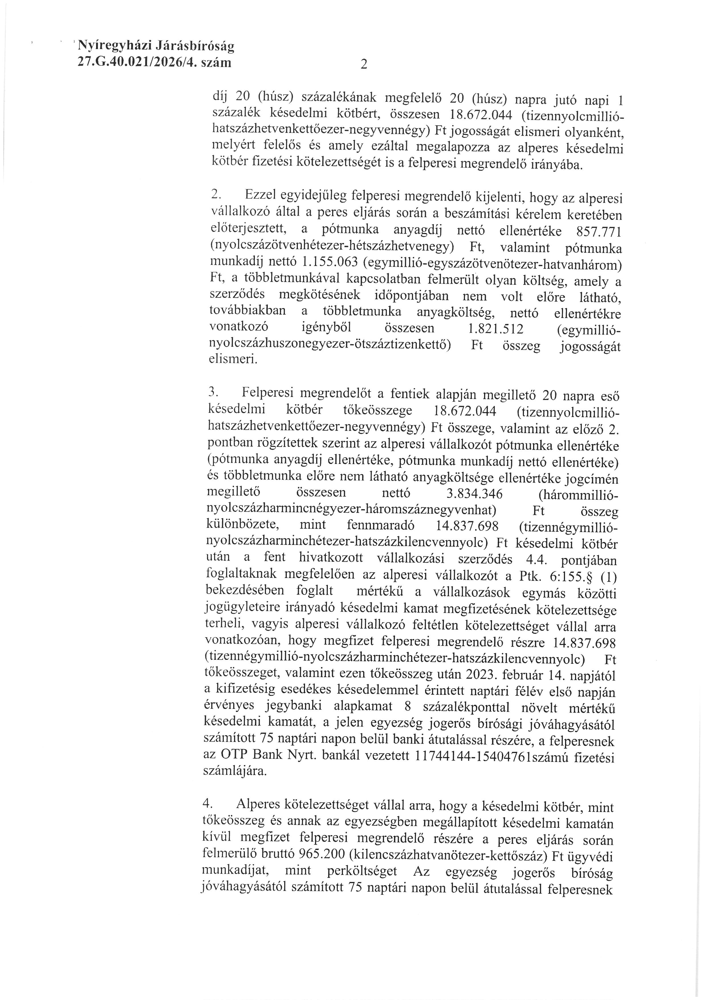 Nyíregyházi Járásbíróság
27.G.40.021/2026/4. szám
2
díj 20 (húsz) százalékának megfelelő 20 (húsz) napra jutó napi 1
százalék késedelmi kötbért, összesen 18.672.044 (tizennyolcmillió-
hatszázhetvenkettőezer-negyvennégy) Ft jogosságát elismeri olyanként,
melyért felelős és amely ezáltal megalapozza az alperes késedelmi
kötbér fizetési kötelezettségét is a felperesi megrendelő irányába.
2. Ezzel egyidejűleg felperesi megrendelő kijelenti, hogy az alperesi
vállalkozó által a peres eljárás során a beszámítási kérelem keretében
előterjesztett, a pótmunka anyagdíj nettó ellenértéke 857.771
(nyolcszázötvenhétezer-hétszázhetvenegy) Ft, valamint pótmunka
munkadíj nettó 1.155.063 (egymillió-egyszázötvenötezer-hatvanhárom)
Ft, a többletmunkával kapcsolatban felmerült olyan költség, amely a
szerződés megkötésének időpontjában nem volt előre látható,
továbbiakban a többletmunka anyagköltség, nettó ellenértékre
vonatkozó igényből összesen 1.821.512 (egymillió-
nyolcszázhuszonegyezer-ötszáztizenkettő) Ft összeg jogosságát
elismeri.
3. Felperesi megrendelőt a fentiek alapján megillető 20 napra eső
késedelmi kötbér tőkeösszege 18.672.044 (tizennyolcmillió-
hatszázhetvenkettőezer-negyvennégy) Ft összege, valamint az előző 2.
pontban rögzítettek szerint az alperesi vállalkozót pótmunka ellenértéke
(pótmunka anyagdíj ellenértéke, pótmunka munkadíj nettó ellenértéke)
és többletmunka előre nem látható anyagköltsége ellenértéke jogcímén
megillető összesen nettó 3.834.346 (hárommillió-
nyolcszázharmincnégyezer-háromszáznegyvenhat) Ft összeg
különbözete, mint fennmaradó 14.837.698 (tizennégymillió-
nyolcszázharminchétezer-hatszázkilencvennyolc) Ft késedelmi kötbér
után a fent hivatkozott vállalkozási szerződés 4.4. pontjában
foglaltaknak megfelelően az alperesi vállalkozót a Ptk. 6:155.§ (1)
bekezdésében foglalt mértékű a vállalkozások egymás közötti
jogügyleteire irányadó késedelmi kamat megfizetésének kötelezettsége
terheli, vagyis alperesi vállalkozó feltétlen kötelezettséget vállal arra
vonatkozóan, hogy megfizet felperesi megrendelő részre 14.837.698
(tizennégymillió-nyolcszázharminchétezer-hatszázkilencvennyolc) Ft
tőkeösszeget, valamint ezen tőkeösszeg után 2023. február 14. napjától
a kifizetésig esedékes késedelemmel érintett naptári félév első napján
érvényes jegybanki alapkamat 8 százalékponttal növelt mértékű
késedelmi kamatát, a jelen egyezség jogerős bírósági jóváhagyásától
számított 75 naptári napon belül banki átutalással részére, a felperesnek
az OTP Bank Nyrt. bankál vezetett 11744144-15404761számú fizetési
számlájára.
4. Alperes kötelezettséget vállal arra, hogy a késedelmi kötbér, mint
tőkeösszeg és annak az egyezségben megállapított késedelmi kamatán
kívül megfizet felperesi megrendelő részére a peres eljárás során
felmerülő bruttó 965.200 (kilencszázhatvanötezer-kettőszáz) Ft ügyvédi
munkadíjat, mint perköltséget Az egyezség jogerős bíróság
jóváhagyásától számított 75 naptári napon belül átutalással felperesnek